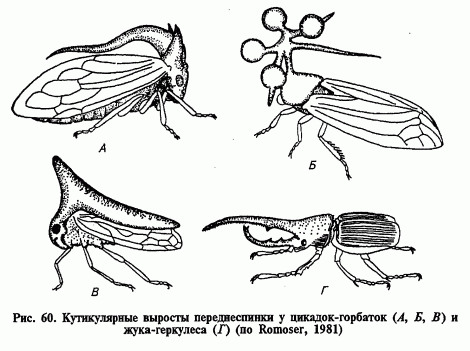 А
Б
В
Г
Рис. 60. Кутикулярные выросты переднеспинки у цикадок-горбаток (А, Б, В) и
жука-геркулеса (Г) (по Romoser, 1981)